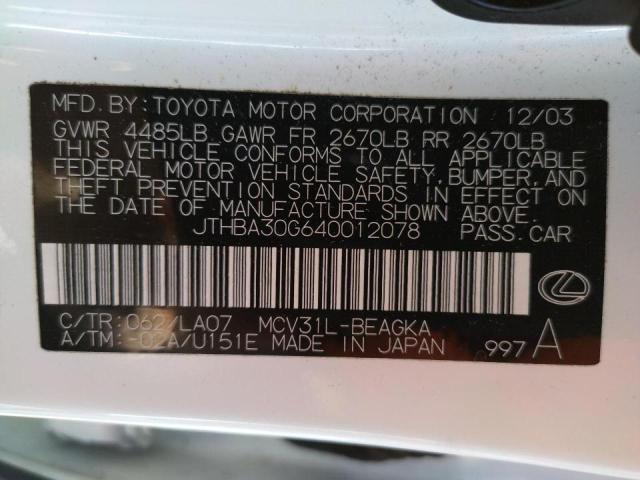 MFD.BY:TOYOTA MOTOR CORPORATION 12/03
GVWR 4485LB GAWR FR 2670LB RR 2670LB
THIS VEHICLE CONFORMS TO ALL APPLICABLE
FEDERAL MOTOR VEHICLE SAFETY,BUMPER,AND
THEFT PREVENTION STANDARDS IN EFFECT ON
THE DATE OF MANUFACTURE SHOWN ABOVE.
JTHBA30G640012078 PASS.CAR
C/TR:062/LA07 MCV31L-BEAGKA
A/TM:-02A/U151E MADE IN JAPAN 997 A